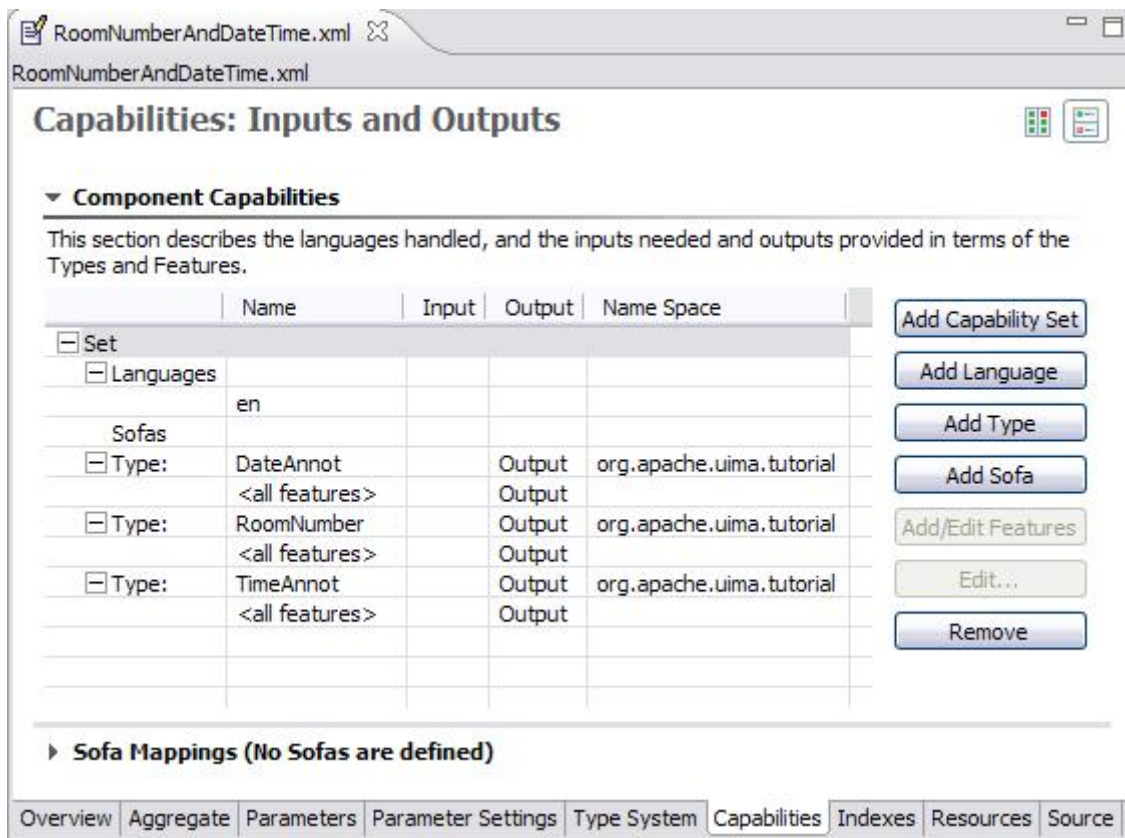 RoomNumberAndDateTime.xml
RoomNumberAndDateTime.xml
Capabilities: Inputs and Outputs
Component Capabilities
This section describes the languages handled, and the inputs needed and outputs provided in terms of the
Types and Features.
Name Input Output Name Space
Set
Languages
en
Sofas
Type: DateAnnot Output org.apache.uima.tutorial
<all features> Output
Type: RoomNumber Output org.apache.uima.tutorial
<all features> Output
Type: TimeAnnot Output org.apache.uima.tutorial
<all features> Output
Add Capability Set
Add Language
Add Type
Add Sofa
Add/Edit Features
Edit...
Remove
Sofa Mappings (No Sofas are defined)
Overview Aggregate Parameters Parameter Settings Type System Capabilities Indexes Resources Source